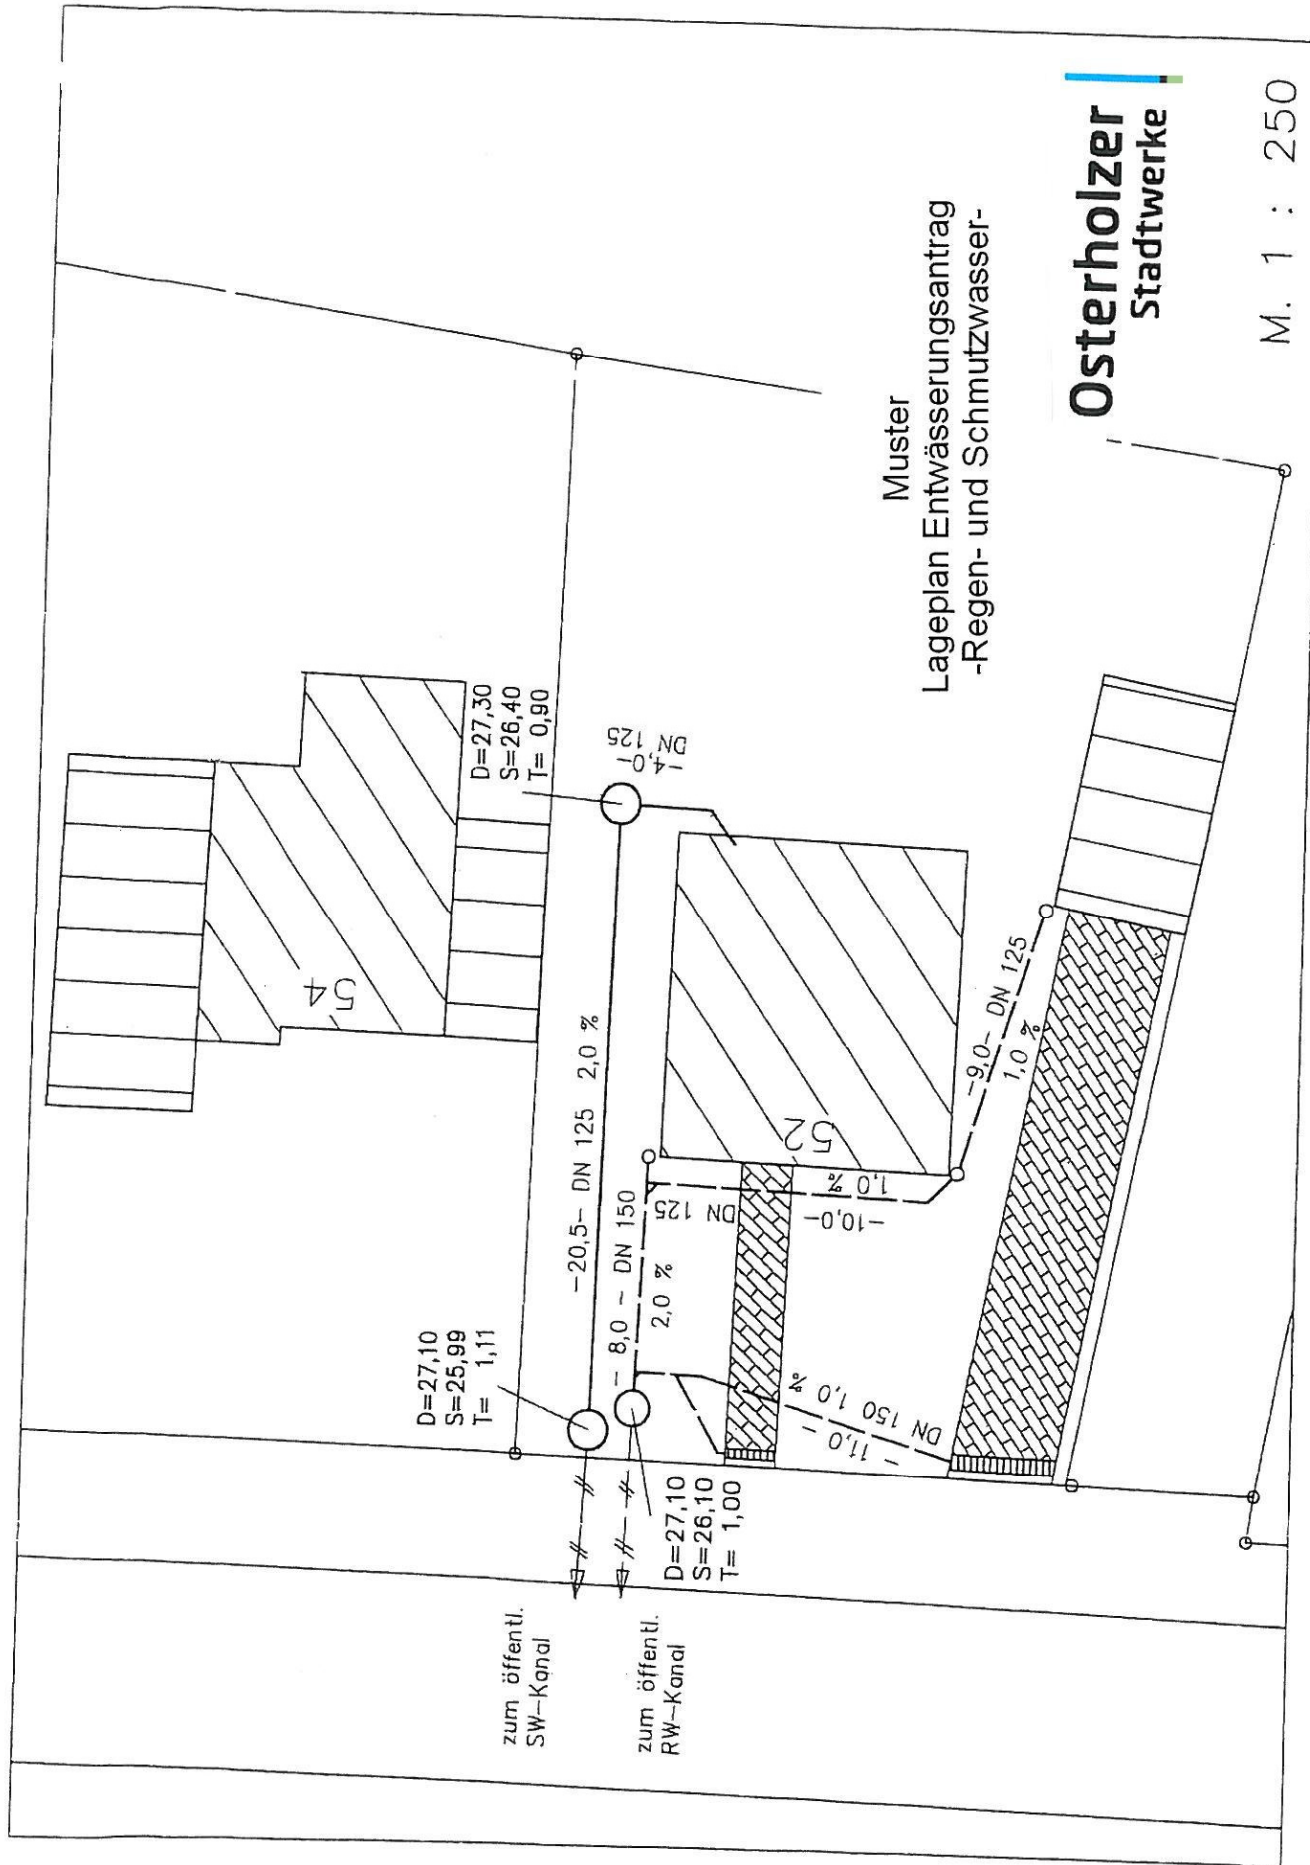 Muster
Lageplan Entwässerungsantrag
-Regen- und Schmutzwasser-
Osterholzer
Stadtwerke
M. 1 : 250
54
D=27,30
S=26,40
T= 0,90
-4,0-
DN 125
D=27,10
S=25,99
T= 1,11
-20,5- DN 125 2,0 %
- 8,0 - DN 150
2,0 %
52
DN 125
-10,0-
1,0 %
-9,0- DN 125
1,0 %
DN 150 1,0 %
- 11,0 -
D=27,10
S=26,10
T= 1,00
zum öffentl.
SW-Kanal
zum öffentl.
RW-Kanal